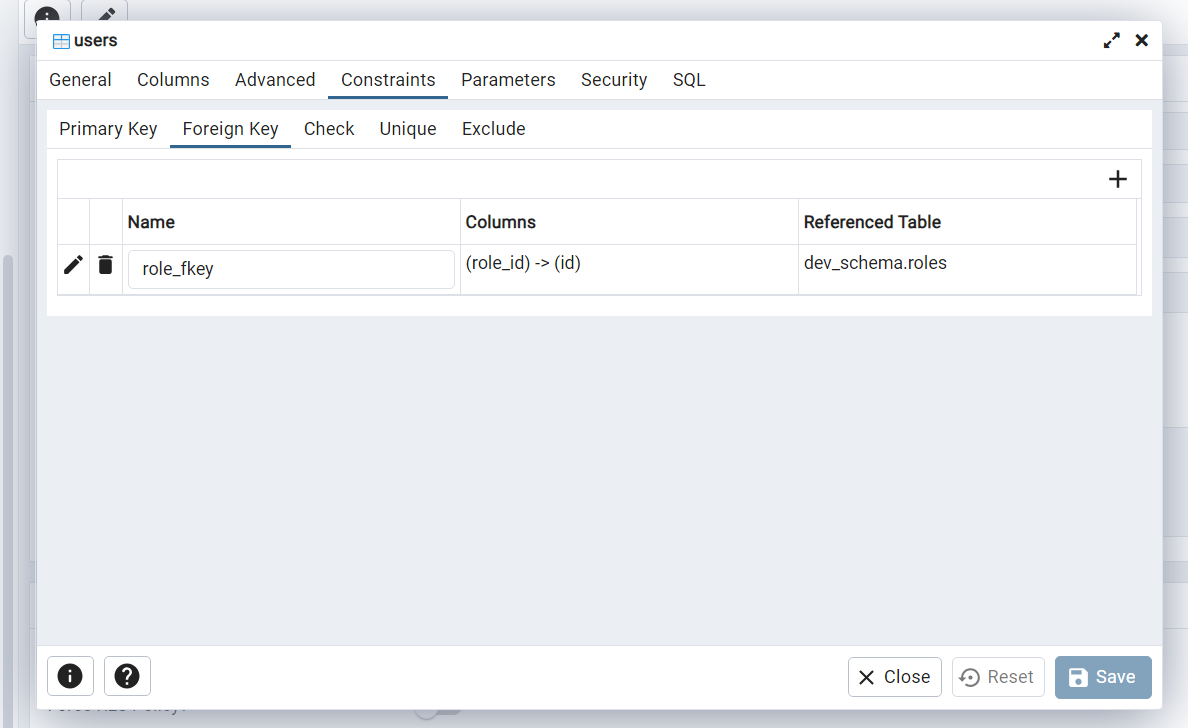 users
General Columns Advanced Constraints Parameters Security SQL
Primary Key Foreign Key Check Unique Exclude
Name Columns Referenced Table
role_fkey (role_id) -> (id) dev_schema.roles
Close Reset Save